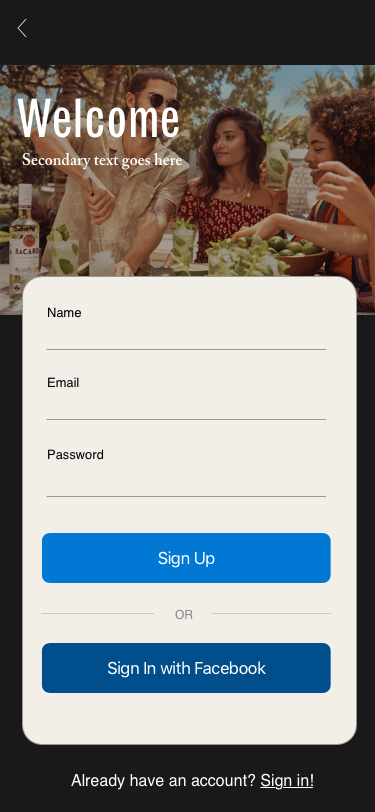 Welcome
Secondary text goes here
BACARDI
Name
Email
Password
Sign Up
OR
Sign In with Facebook
Already have an account? Sign in!